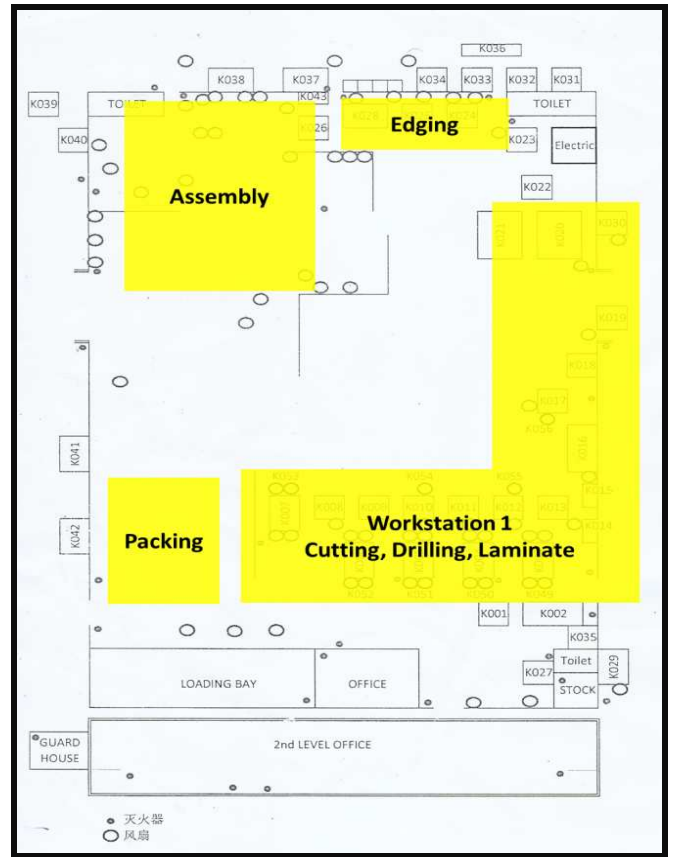 K036
K038
K037
K034
K033
K032
K031
K039
TOILET
K043
TOILET
K028
K024
Edging
K026
K040
K023
Electric
Assembly
K022
K021
K020
K030
K019
K018
K017
K056
K041
K016
K053
K054
K055
K015
K007
K008
K009
K010
K011
K012
K013
K042
Packing
Workstation 1
Cutting, Drilling, Laminate
K014
K052
K051
K050
K049
K001
K002
K035
Toilet
K027
K029
LOADING BAY
OFFICE
STOCK
GUARD
HOUSE
2nd LEVEL OFFICE
灭火器
风扇